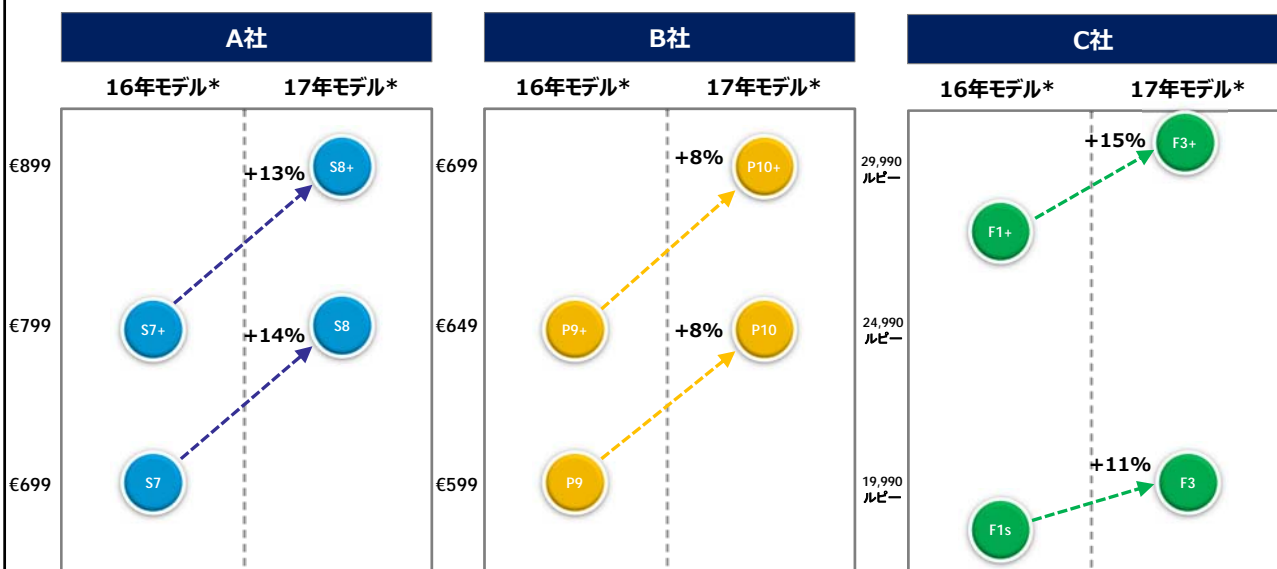 A社
16年モデル* 17年モデル*
€899
€799
€699
S8+
+13%
S7+
S8
+14%
S7
B社
16年モデル* 17年モデル*
€699
€649
€599
P10+
+8%
P9+
P10
+8%
P9
C社
16年モデル* 17年モデル*
29,990
ルピー
24,990
ルピー
19,990
ルピー
F3+
+15%
F1+
+11%
F3
F1s